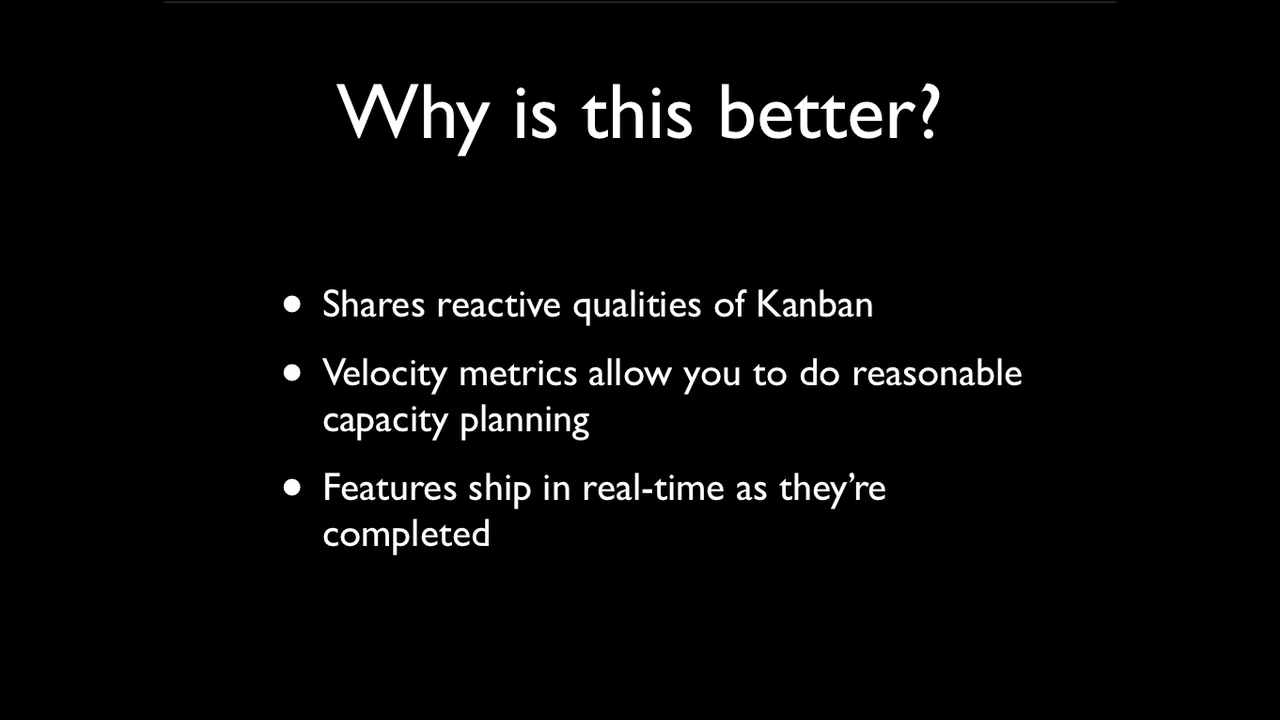 Why is this better?
• Shares reactive qualities of Kanban
• Velocity metrics allow you to do reasonable
capacity planning
• Features ship in real-time as they’re
completed